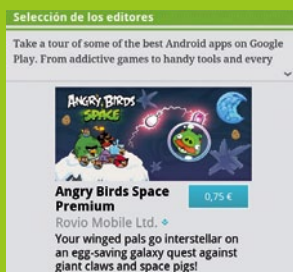 Selección de los editores
Take a tour of some of the best Android apps on Google
Play. From addictive games to handy tools and every
ANGRY BIRDS
SPACE
Angry Birds Space
Premium
0,75 €
Rovio Mobile Ltd.
Your winged pals go interstellar on
an egg-saving galaxy quest against
giant claws and space pigs!